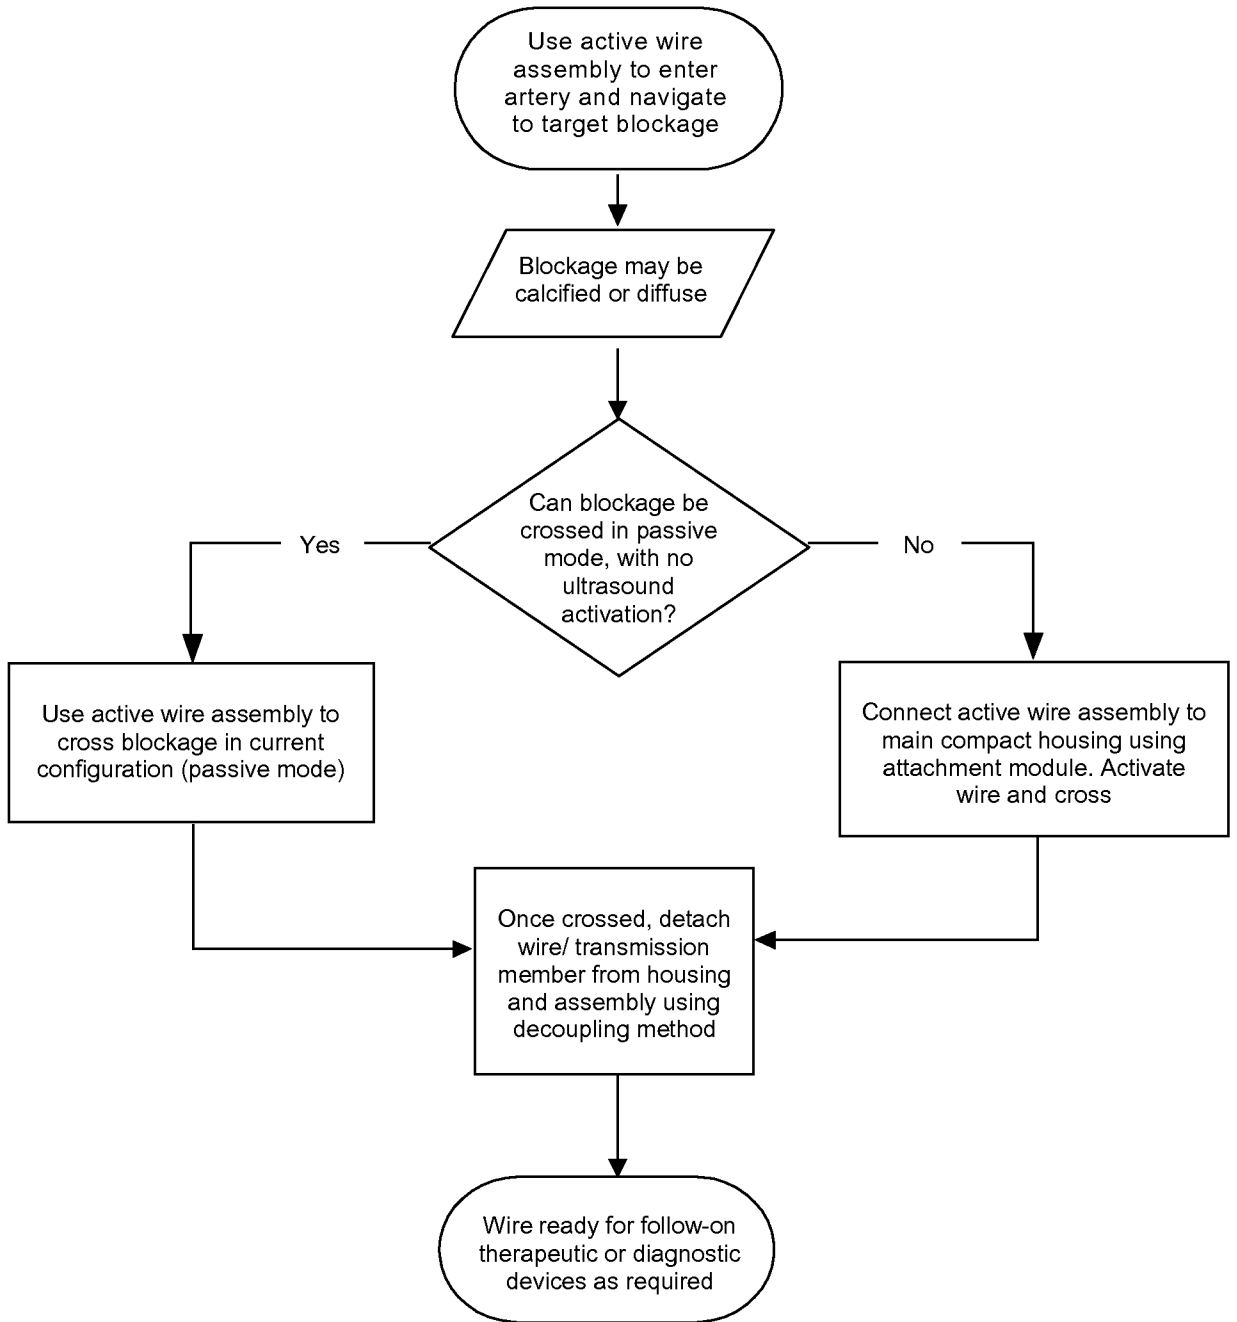 Use active wire
assembly to enter
artery and navigate
to target blockage
Blockage may be
calcified or diffuse
Can blockage be
crossed in passive
mode, with no
ultrasound
activation?
Yes
No
Use active wire assembly to
cross blockage in current
configuration (passive mode)
Connect active wire assembly to
main compact housing using
attachment module. Activate
wire and cross
Once crossed, detach
wire/ transmission
member from housing
and assembly using
decoupling method
Wire ready for follow-on
therapeutic or diagnostic
devices as required